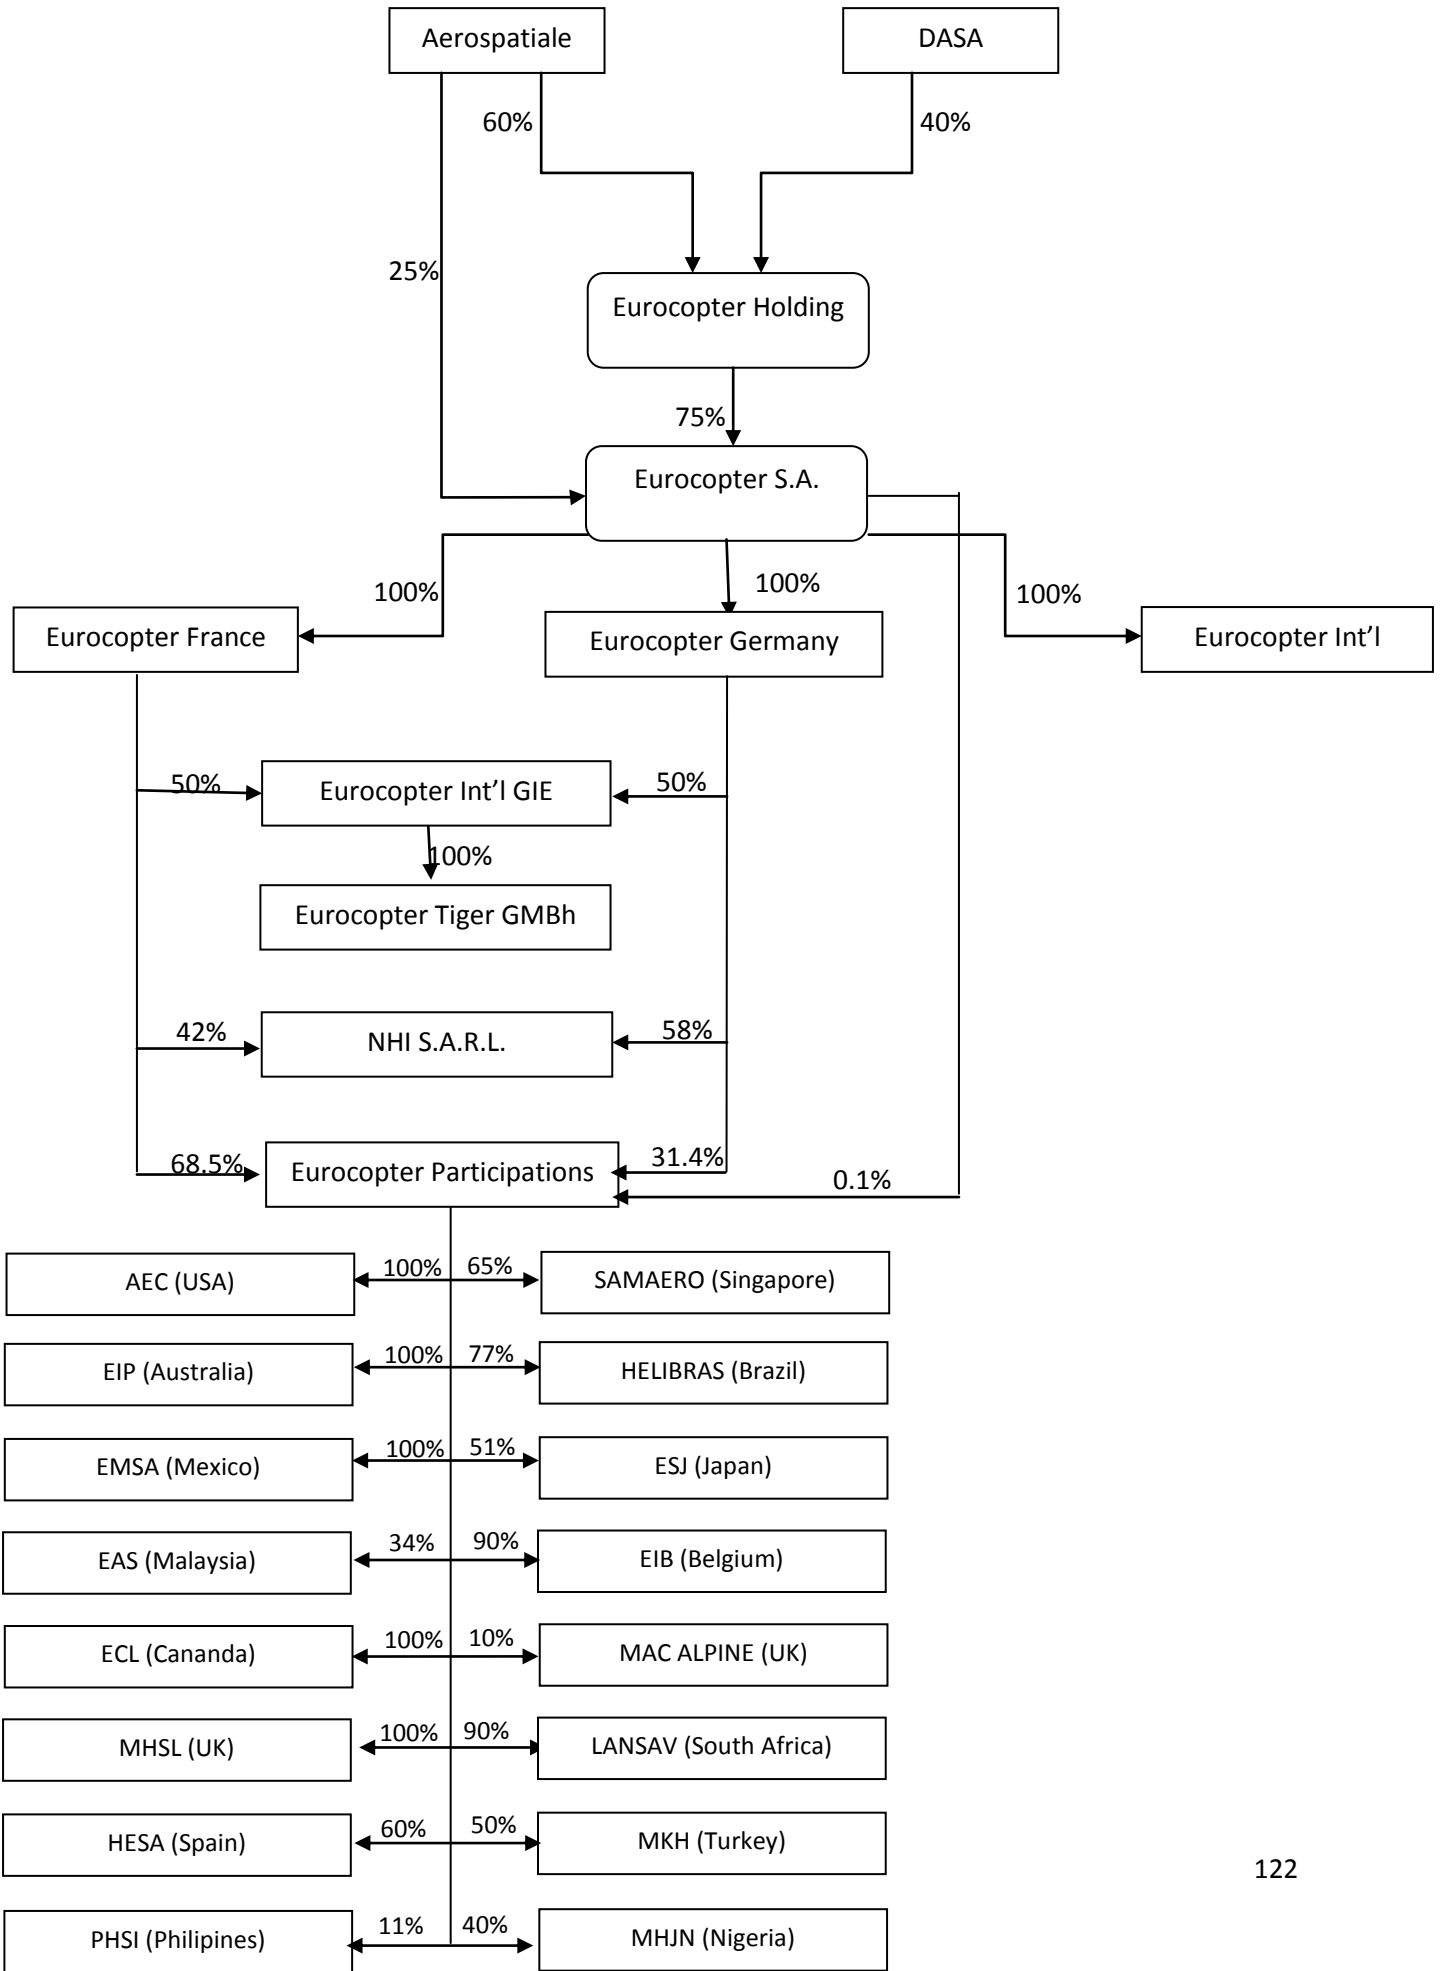 Aerospatiale
DASA
60%
40%
25%
Eurocopter Holding
75%
Eurocopter S.A.
100%
100%
100%
Eurocopter France
Eurocopter Germany
Eurocopter Int’l
50%
Eurocopter Int’l GIE
50%
100%
Eurocopter Tiger GMBh
42%
NHI S.A.R.L.
58%
68.5%
Eurocopter Participations
31.4%
0.1%
AEC (USA)
100%
65%
SAMAERO (Singapore)
EIP (Australia)
100%
77%
HELIBRAS (Brazil)
EMSA (Mexico)
100%
51%
ESJ (Japan)
EAS (Malaysia)
34%
90%
EIB (Belgium)
ECL (Cananda)
100%
10%
MAC ALPINE (UK)
MHSL (UK)
100%
90%
LANSAV (South Africa)
HESA (Spain)
60%
50%
MKH (Turkey)
122
PHSI (Philipines)
11%
40%
MHJN (Nigeria)